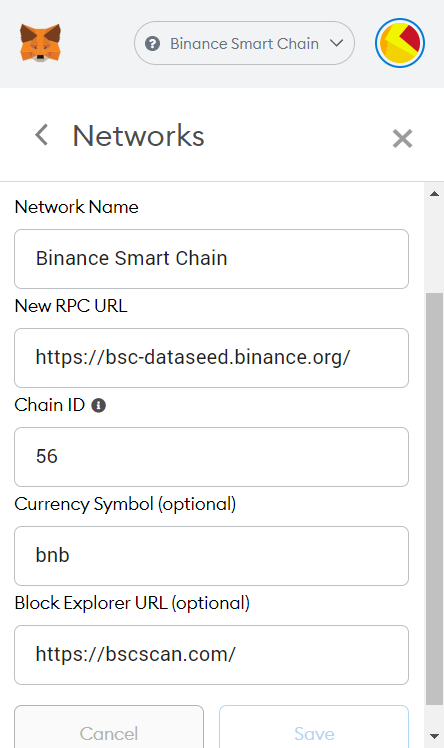 Binance Smart Chain
Networks
Network Name
Binance Smart Chain
New RPC URL
https://bsc-dataseed.binance.org/
Chain ID
56
Currency Symbol (optional)
bnb
Block Explorer URL (optional)
https://bscscan.com/
Cancel Save